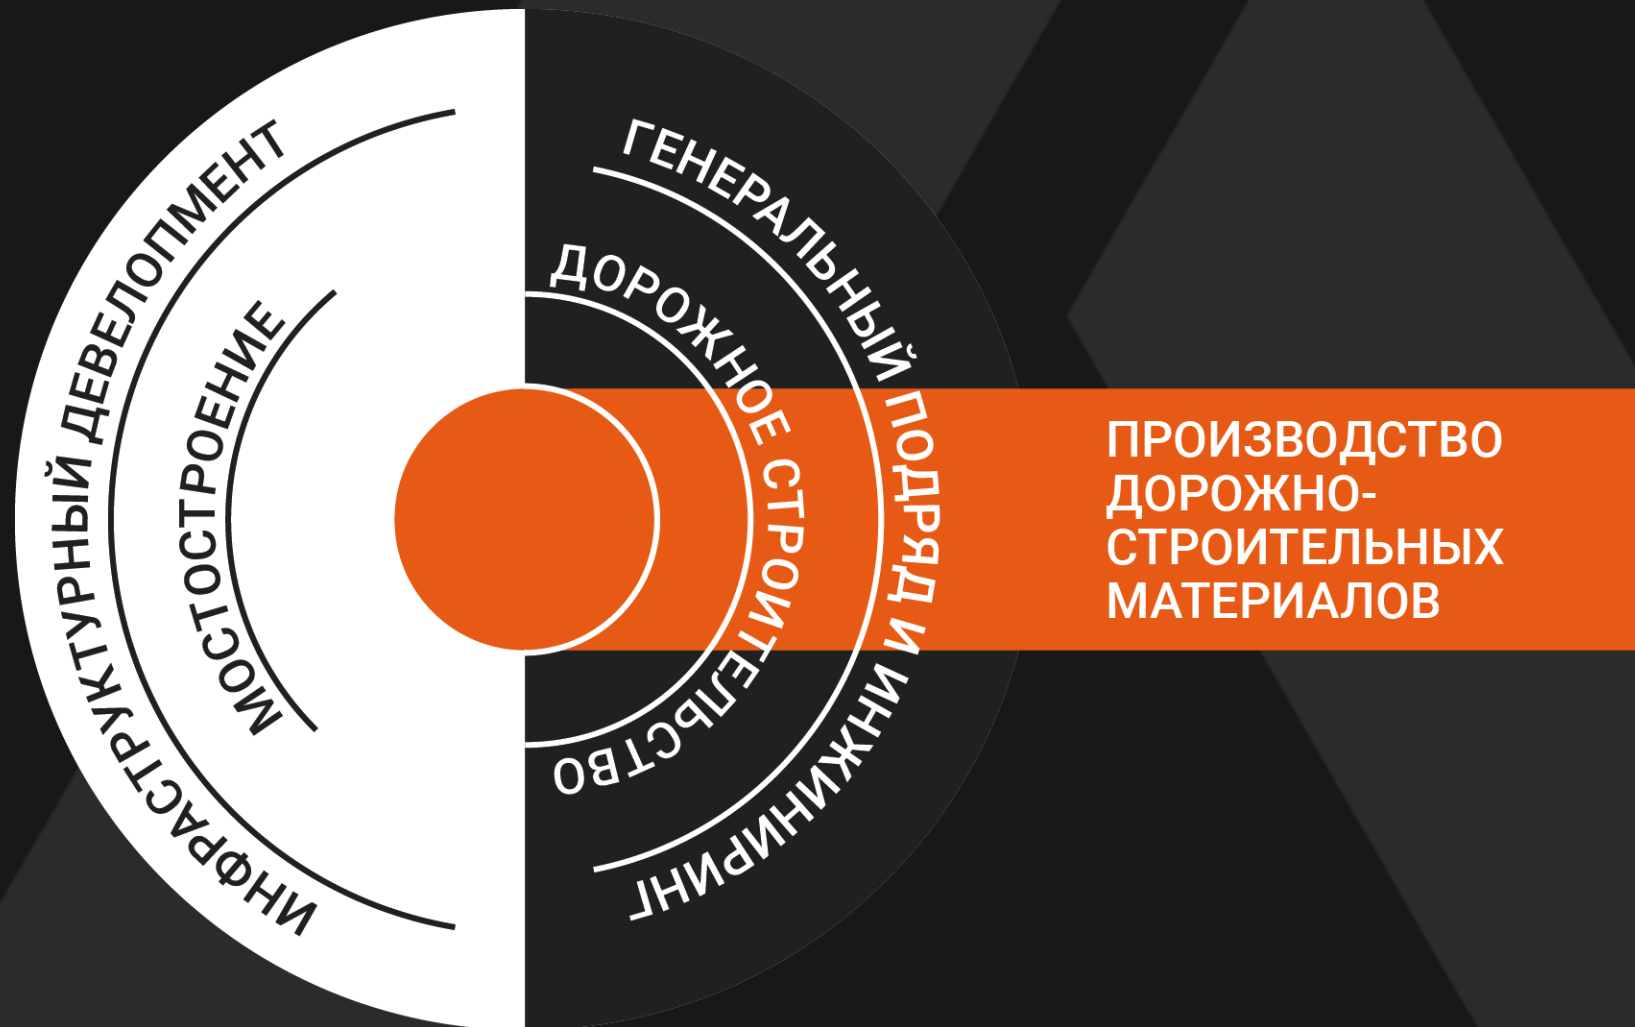 ИНФРАСТРУКТУРНЫЙ ДЕВЕЛОПМЕНТ
МОСТОСТРОЕНИЕ
ДОРОЖНОЕ СТРОИТЕЛЬСТВО
ГЕНЕРАЛЬНЫЙ ПОДРЯД И ИНЖИНИРИНГ
ПРОИЗВОДСТВО
ДОРОЖНО-
СТРОИТЕЛЬНЫХ
МАТЕРИАЛОВ